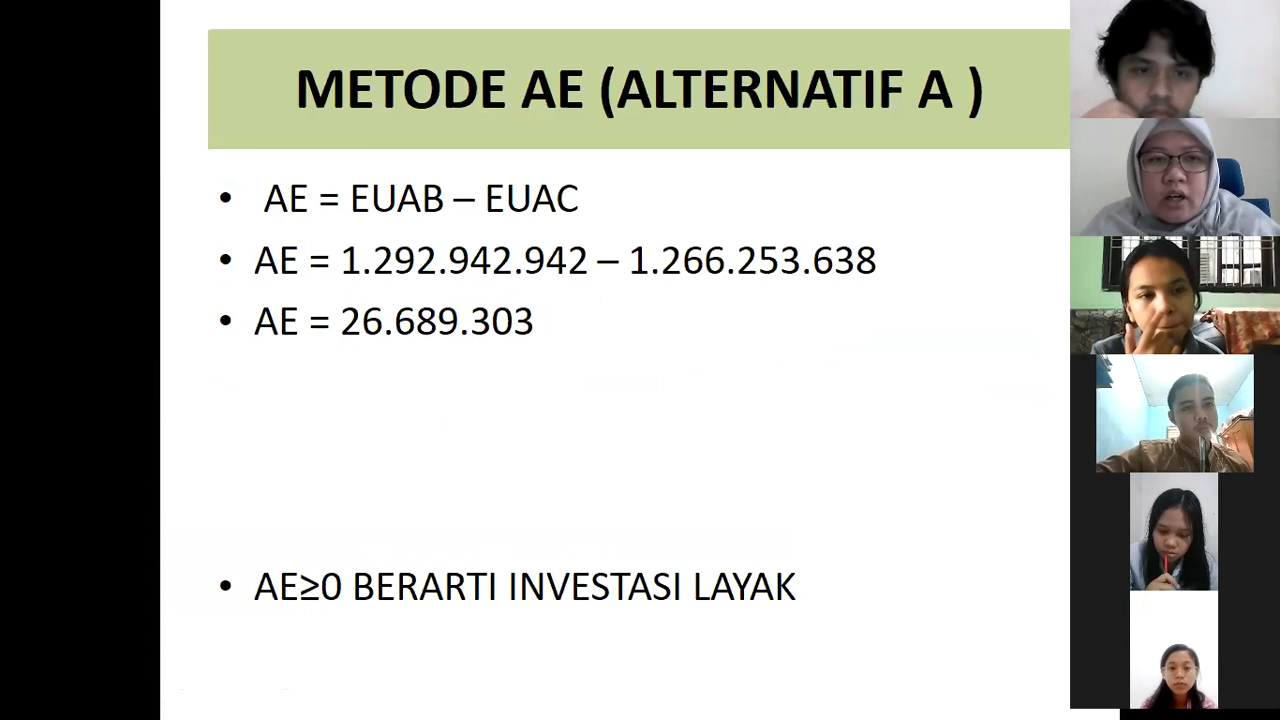 METODE AE (ALTERNATIF A )
• AE = EUAB – EUAC
• AE = 1.292.942.942 – 1.266.253.638
• AE = 26.689.303
• AE≥0 BERARTI INVESTASI LAYAK